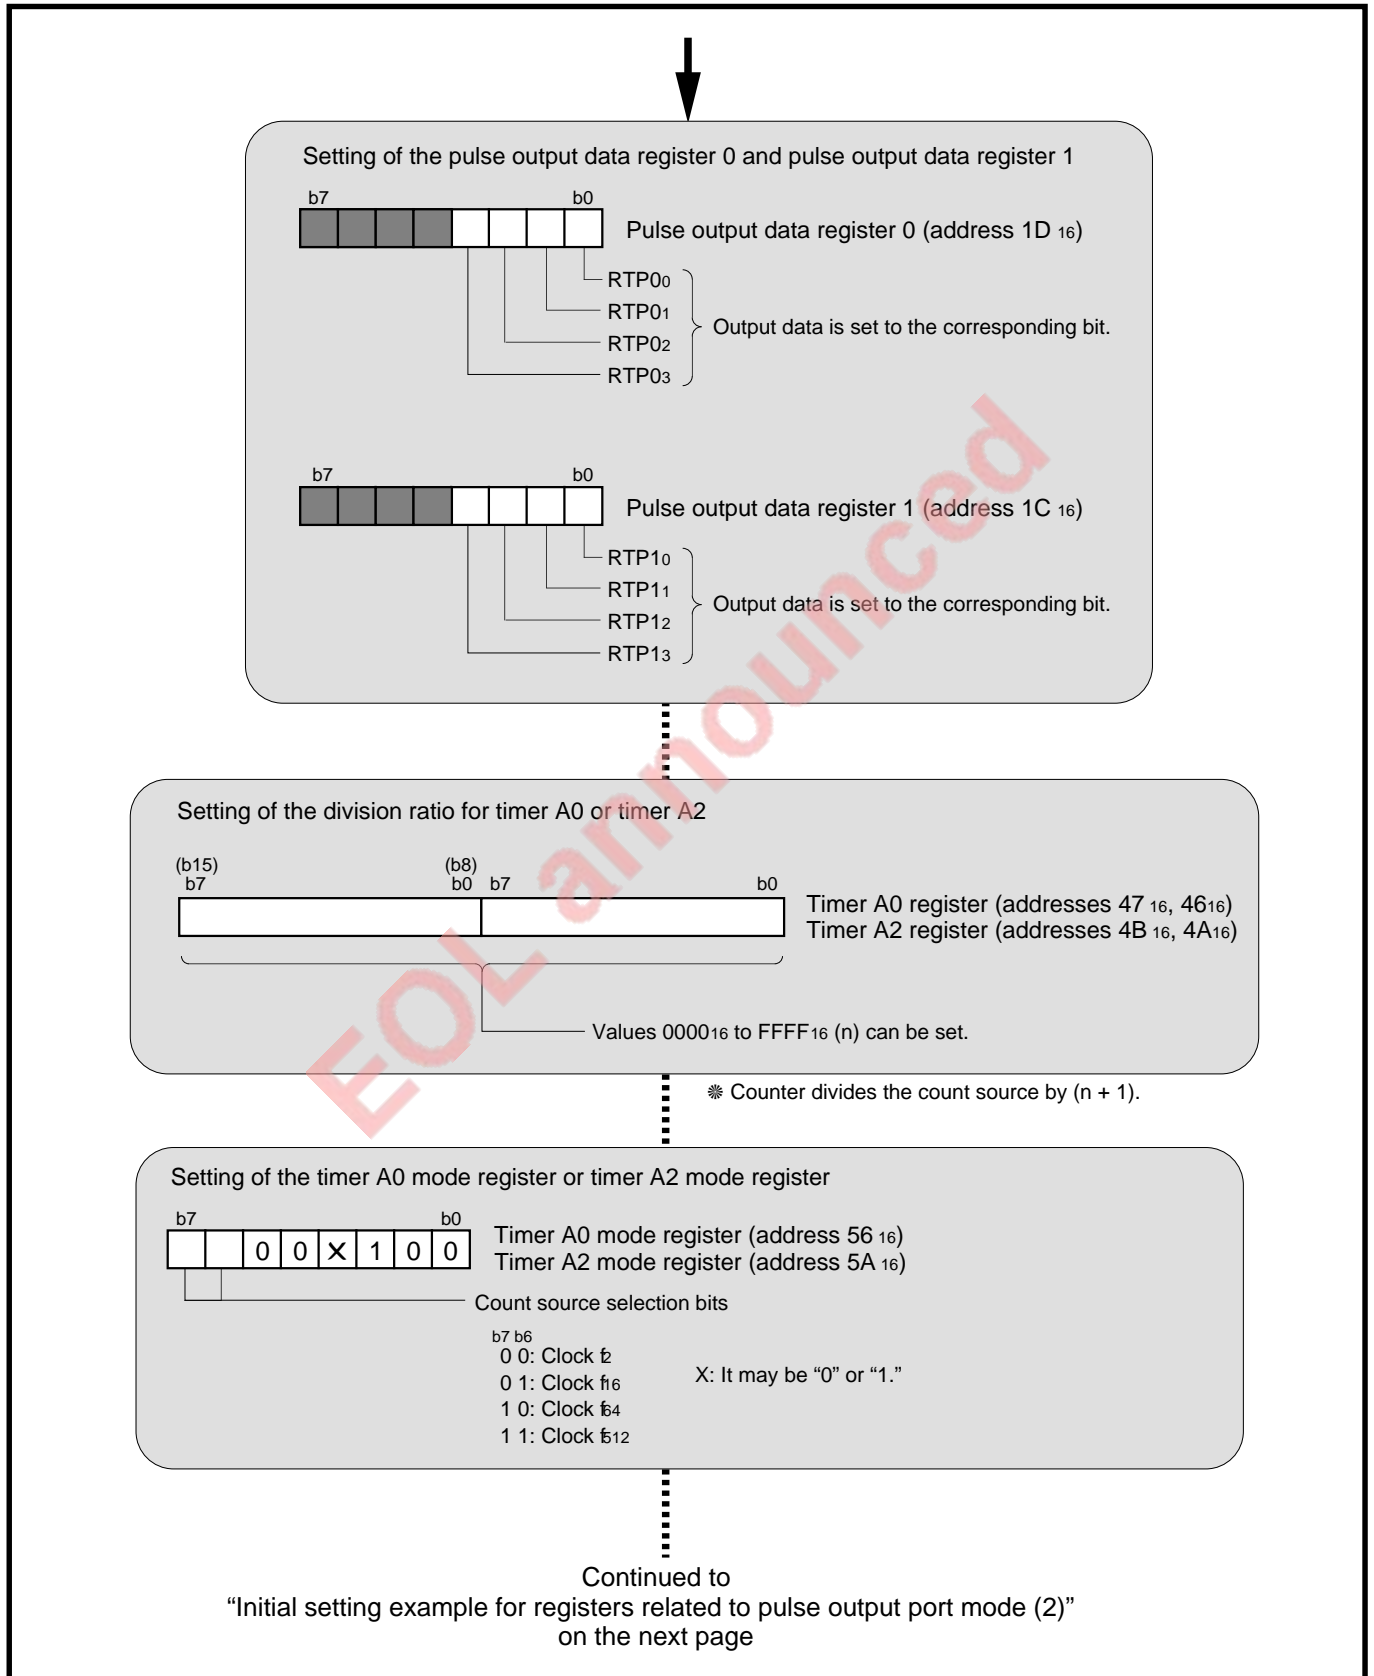 Setting of the pulse output data register 0 and pulse output data register 1
b7 b0
Pulse output data register 0 (address 1D 16)
RTP00
RTP01
Output data is set to the corresponding bit.
RTP02
RTP03
b7 b0
Pulse output data register 1 (address 1C 16)
RTP10
RTP11
Output data is set to the corresponding bit.
RTP12
RTP13
Setting of the division ratio for timer A0 or timer A2
(b15) (b8)
b7 b0 b7 b0
Timer A0 register (addresses 47 16, 4616)
Timer A2 register (addresses 4B 16, 4A16)
Values 000016 to FFFF16 (n) can be set.
❋ Counter divides the count source by (n + 1).
Setting of the timer A0 mode register or timer A2 mode register
b7 b0
0 0 X 1 0 0
Timer A0 mode register (address 56 16)
Timer A2 mode register (address 5A 16)
Count source selection bits
b7 b6
0 0: Clock f2
0 1: Clock f16
X: It may be “0” or “1.”
1 0: Clock f64
1 1: Clock f512
Continued to
“Initial setting example for registers related to pulse output port mode (2)”
on the next page
EOL announced